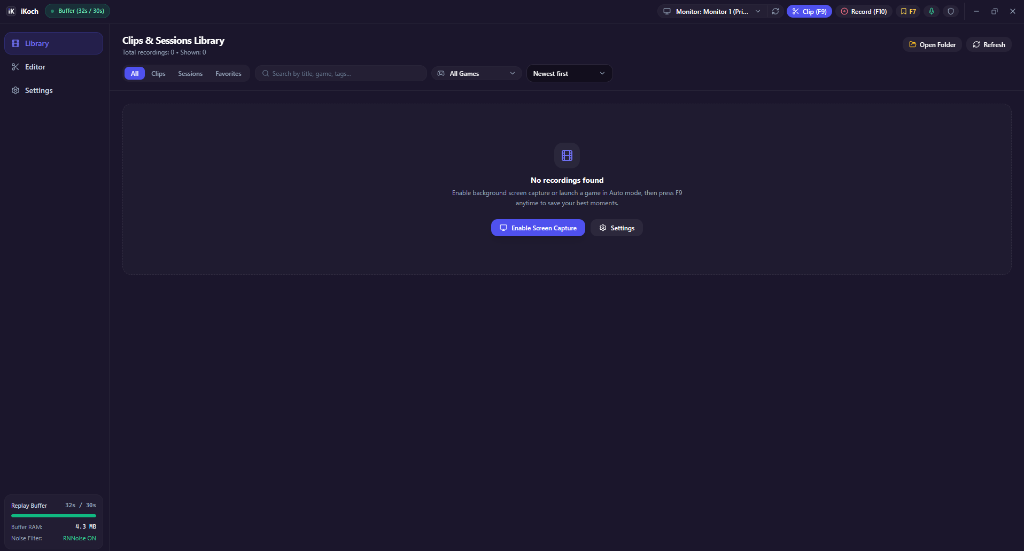 iK iKoch Buffer (32s / 30s) Monitor: Monitor 1 (Pri... Clip (F9) Record (F10) F7
Library
Editor
Settings
Clips & Sessions Library
Total recordings: 0 • Shown: 0
Open Folder Refresh
All Clips Sessions Favorites Search by title, game, tags... All Games Newest first
No recordings found
Enable background screen capture or launch a game in Auto mode, then press F9
anytime to save your best moments.
Enable Screen Capture Settings
Replay Buffer 32s / 30s
Buffer RAM: 4.3 MB
Noise Filter: RNNoise ON